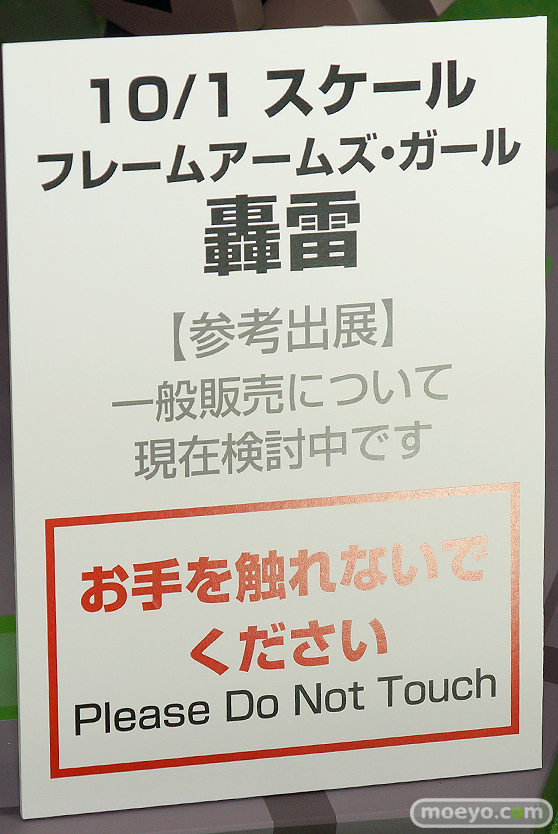 10/1 スケール
フレームアームズ・ガール
轟雷
【参考出展】
一般販売について
現在検討中です
お手を触れないで
ください
Please Do Not Touch
moeyo.com